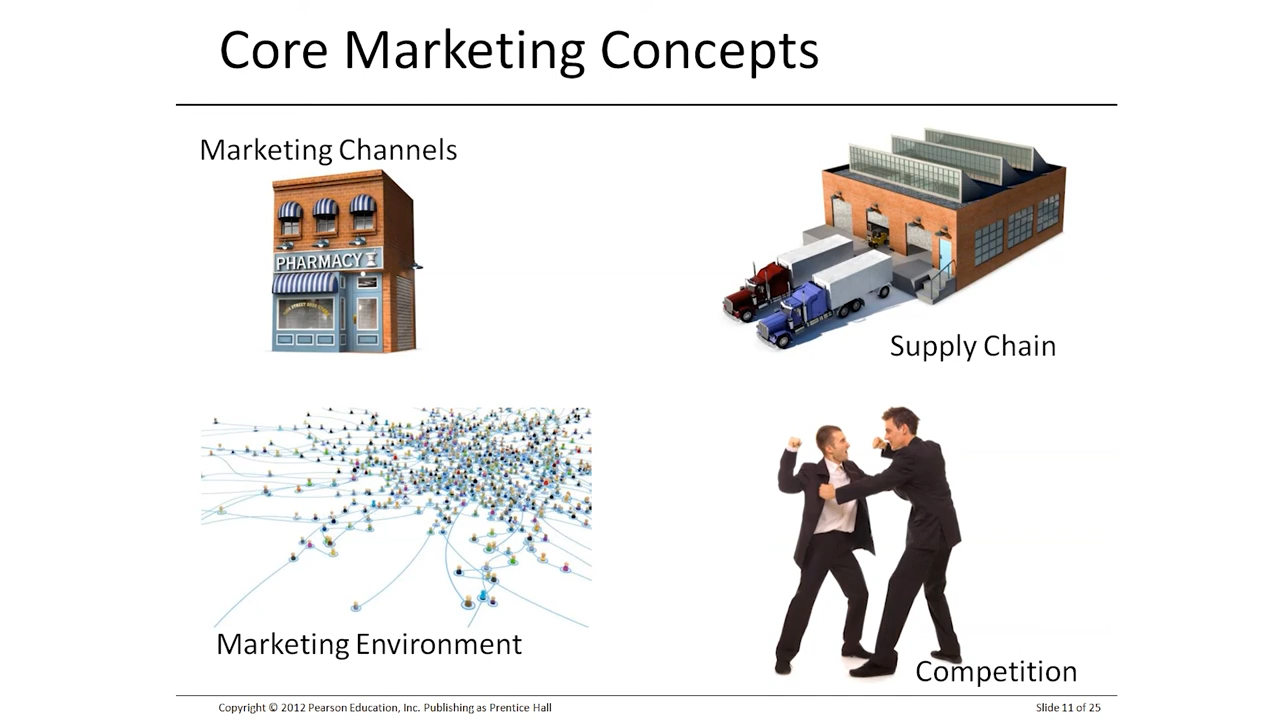 Core Marketing Concepts
Marketing Channels
PHARMACY
Supply Chain
Marketing Environment
Competition
Copyright © 2012 Pearson Education, Inc. Publishing as Prentice Hall
Slide 11 of 25